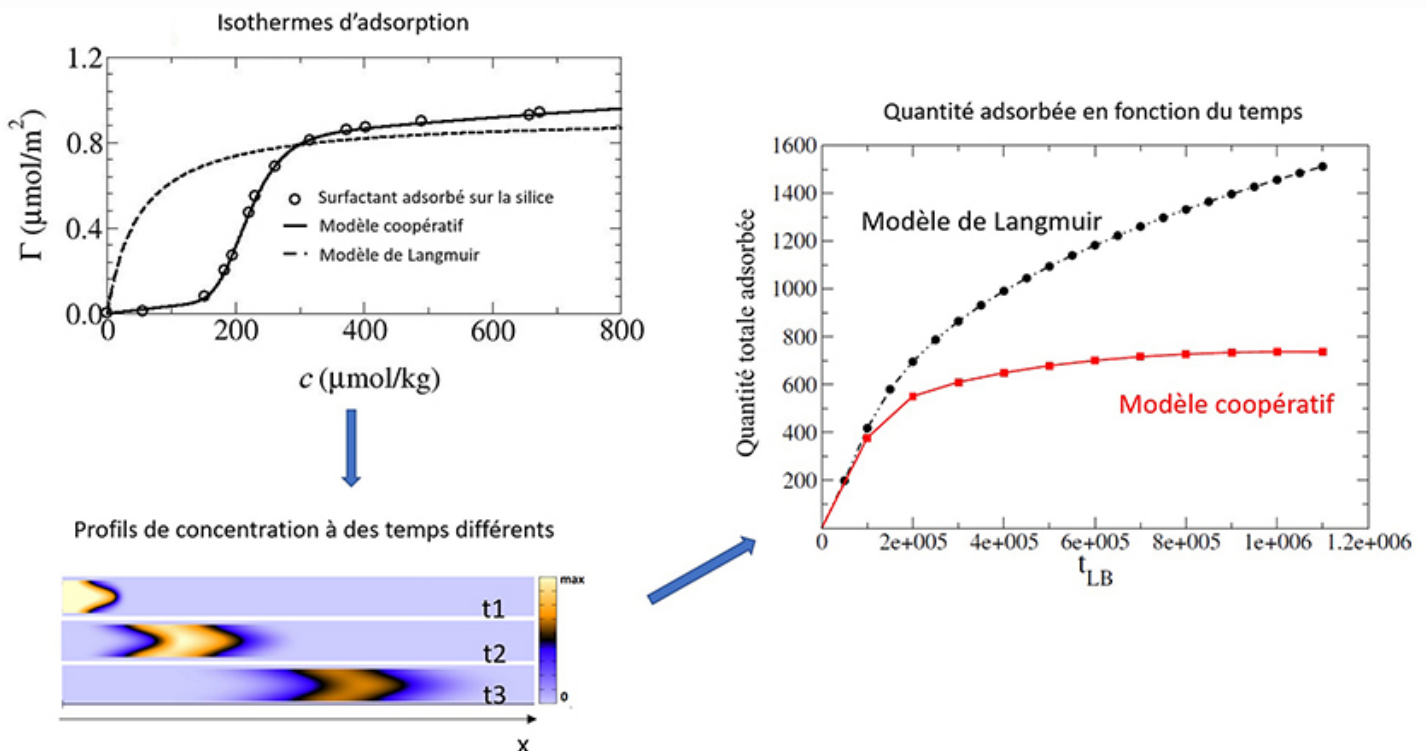 Isothermes d'adsorption
1.2
0.8
0.4
0.0
Γ (μmol/m²)
Surfactant adsorbé sur la silice
Modèle coopératif
Modèle de Langmuir
0 200 400 600 800
c (μmol/kg)
Profils de concentration à des temps différents
t1
t2
t3
max
0
x
Quantité adsorbée en fonction du temps
1600
1400
1200
1000
800
600
400
200
Quantité totale adsorbée
Modèle de Langmuir
Modèle coopératif
0 2e+005 4e+005 6e+005 8e+005 1e+006 1.2e+006
t_LB